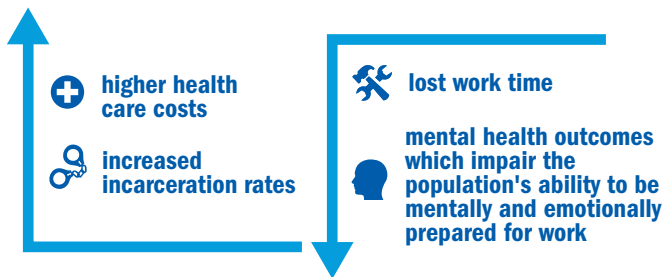 higher health
care costs
increased
incarceration rates
lost work time
mental health outcomes
which impair the
population's ability to be
mentally and emotionally
prepared for work